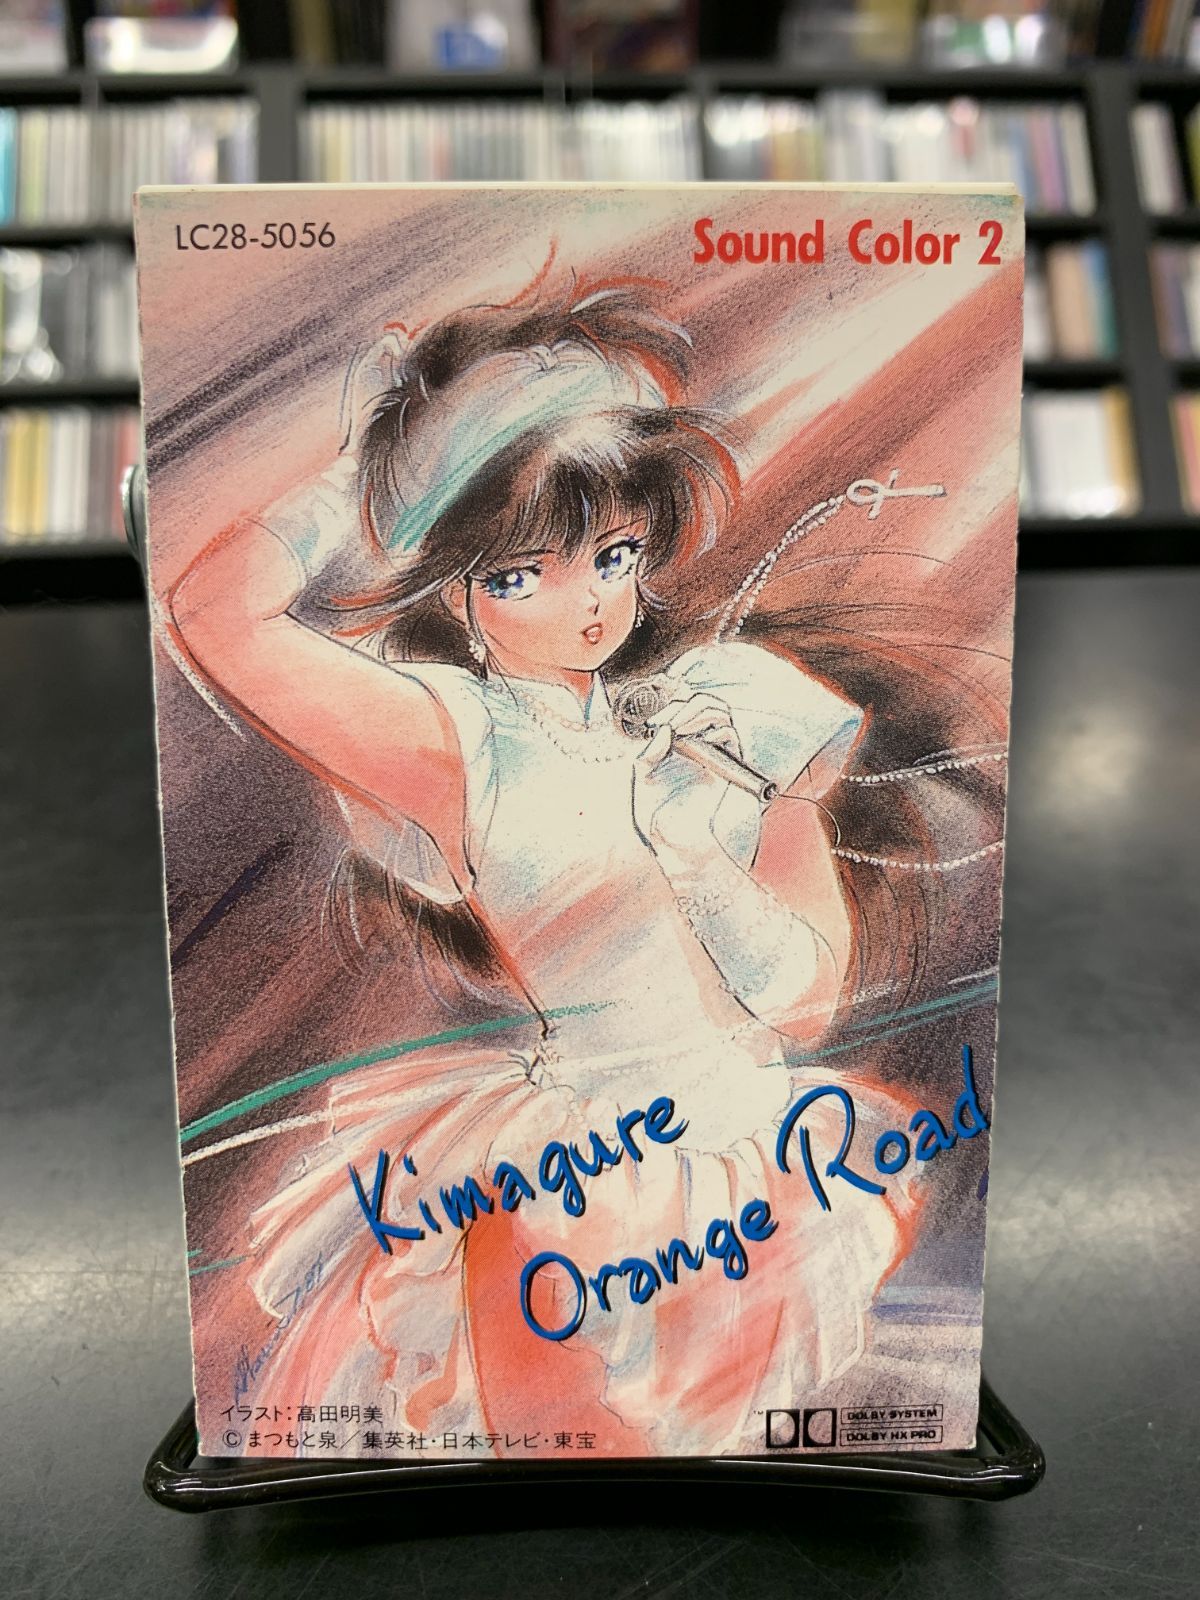 LC28-5056
Sound Color 2
Kimagure
Orange Road
イラスト:高田明美
©まつもと泉/集英社・日本テレビ・東宝
™
DOLBY SYSTEM
DOLBY HX PRO